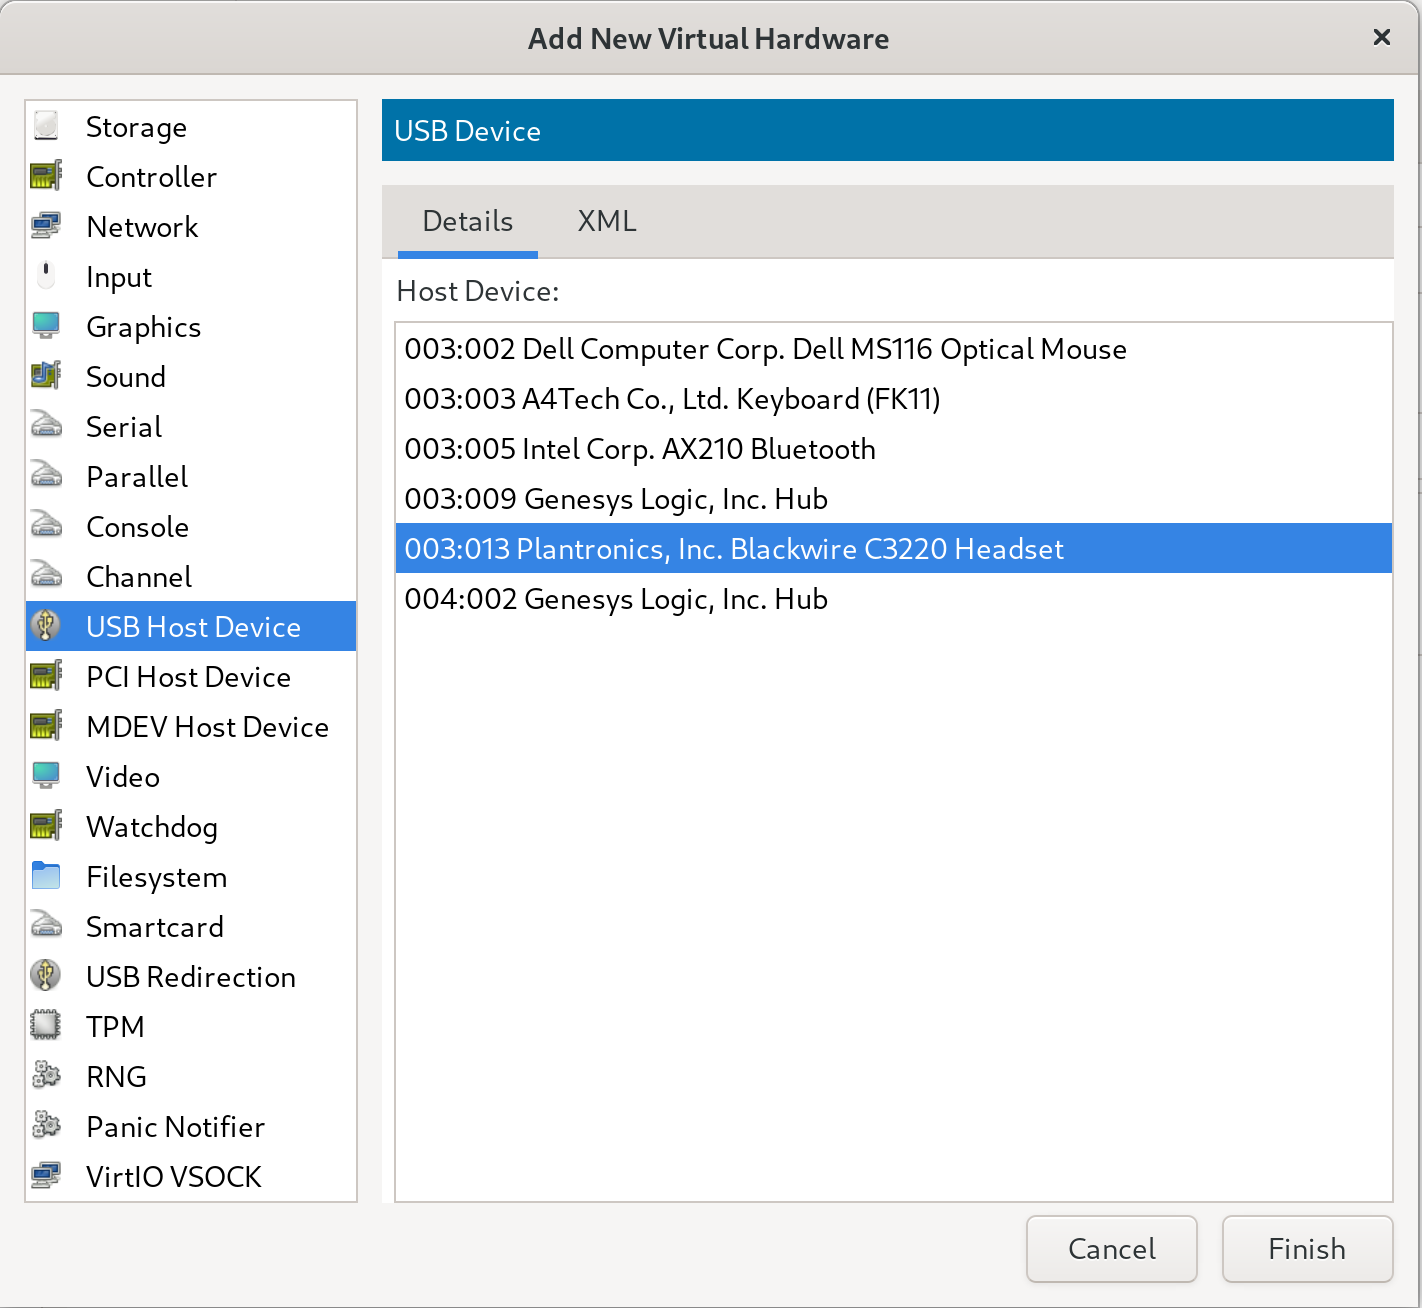 Add New Virtual Hardware
Storage
Controller
Network
Input
Graphics
Sound
Serial
Parallel
Console
Channel
USB Host Device
PCI Host Device
MDEV Host Device
Video
Watchdog
Filesystem
Smartcard
USB Redirection
TPM
RNG
Panic Notifier
VirtIO VSOCK
USB Device
Details XML
Host Device:
003:002 Dell Computer Corp. Dell MS116 Optical Mouse
003:003 A4Tech Co., Ltd. Keyboard (FK11)
003:005 Intel Corp. AX210 Bluetooth
003:009 Genesys Logic, Inc. Hub
003:013 Plantronics, Inc. Blackwire C3220 Headset
004:002 Genesys Logic, Inc. Hub
Cancel Finish